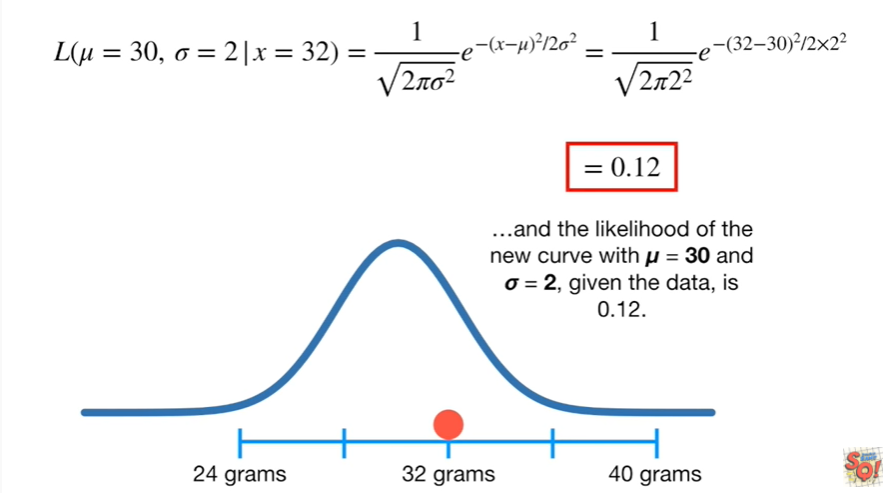 L(μ = 30, σ = 2 | x = 32) = 1/√(2πσ²) e^(−(x−μ)²/2σ²) = 1/√(2π2²) e^(−(32−30)²/2×2²)
= 0.12
...and the likelihood of the
new curve with μ = 30 and
σ = 2, given the data, is
0.12.
24 grams 32 grams 40 grams
SQ!